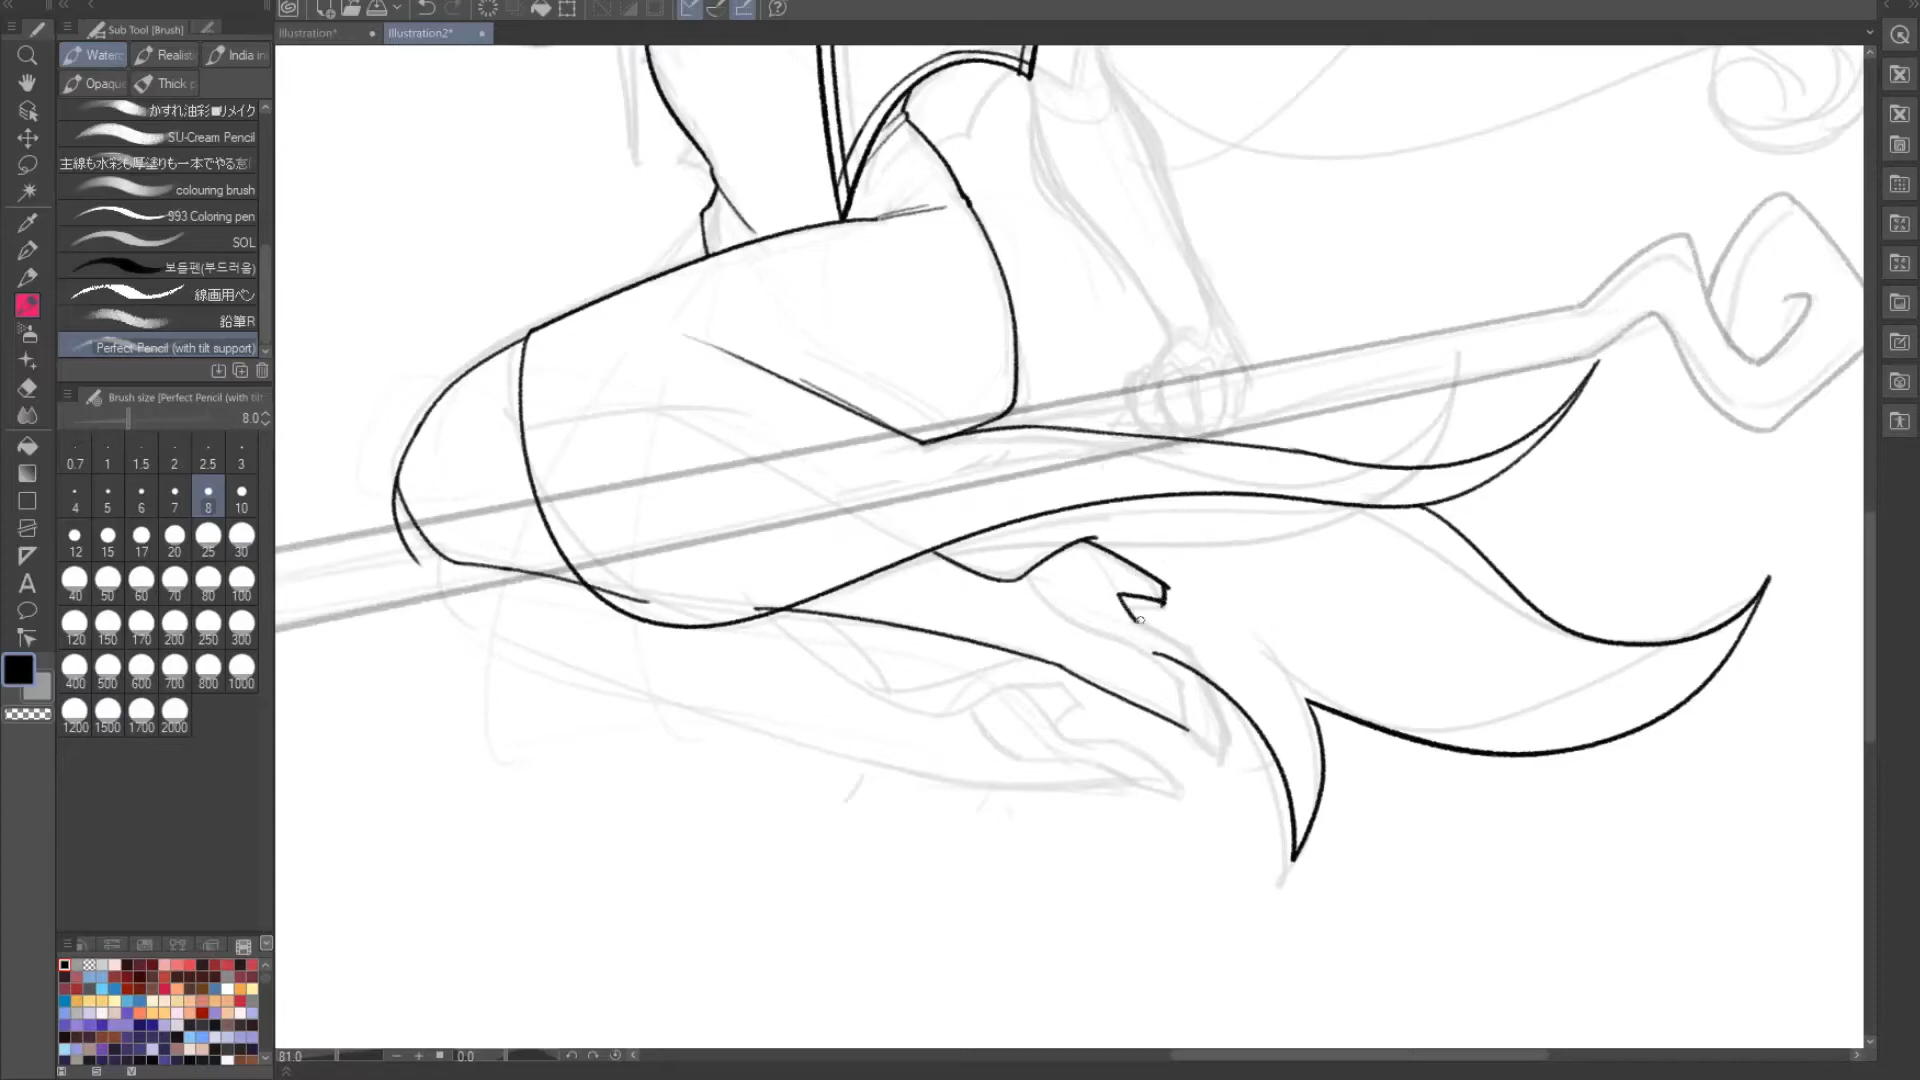 Sub Tool [Brush]
Illustration*
Illustration2*
Waterc
Realist
India in
Opaque
Thick p
かすれ油彩■リメイク
SU-Cream Pencil
主線も水彩も厚塗りも一本でやる怠
colouring brush
S93 Coloring pen
SOL
보들펜(부드러움)
線画用ペン
鉛筆R
Perfect Pencil (with tilt support)
Brush size [Perfect Pencil (with tilt
8.0
0.7 1 1.5 2 2.5 3
4 5 6 7 8 10
12 15 17 20 25 30
40 50 60 70 80 100
120 150 170 200 250 300
400 500 600 700 800 1000
1200 1500 1700 2000
81.0
0.0